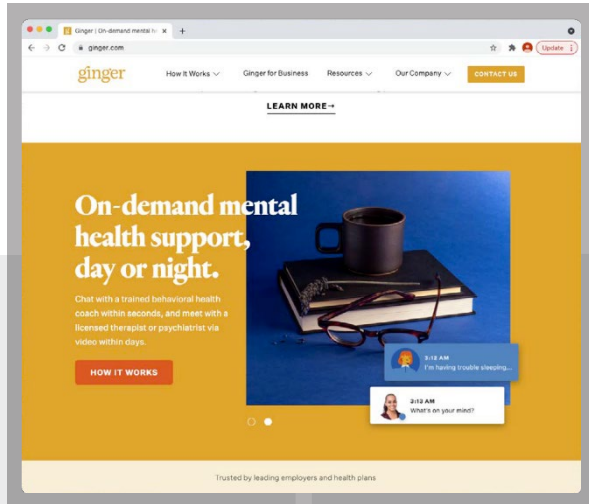 Ginger | On-demand mental he
ginger.com
Update
ginger
How It Works
Ginger for Business
Resources
Our Company
CONTACT US
LEARN MORE→
On-demand mental
health support,
day or night.
Chat with a trained behavioral health
coach within seconds, and meet with a
licensed therapist or psychiatrist via
video within days.
HOW IT WORKS
3:12 AM
I'm having trouble sleeping...
3:12 AM
What's on your mind?
Trusted by leading employers and health plans